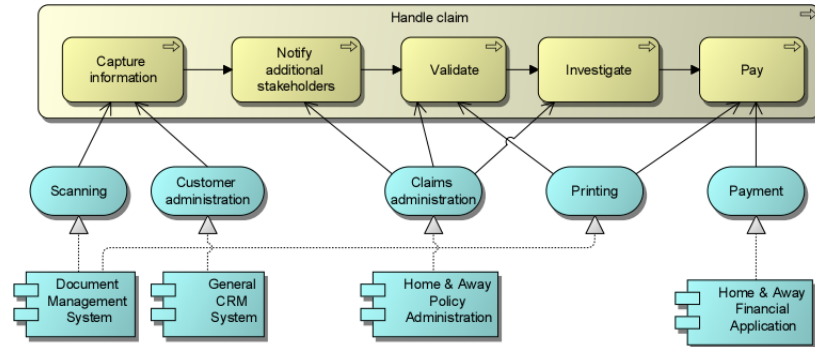 Handle claim
Capture
information
Notify
additional
stakeholders
Validate
Investigate
Pay
Scanning
Customer
administration
Claims
administration
Printing
Payment
Document
Management
System
General
CRM
System
Home & Away
Policy
Administration
Home & Away
Financial
Application